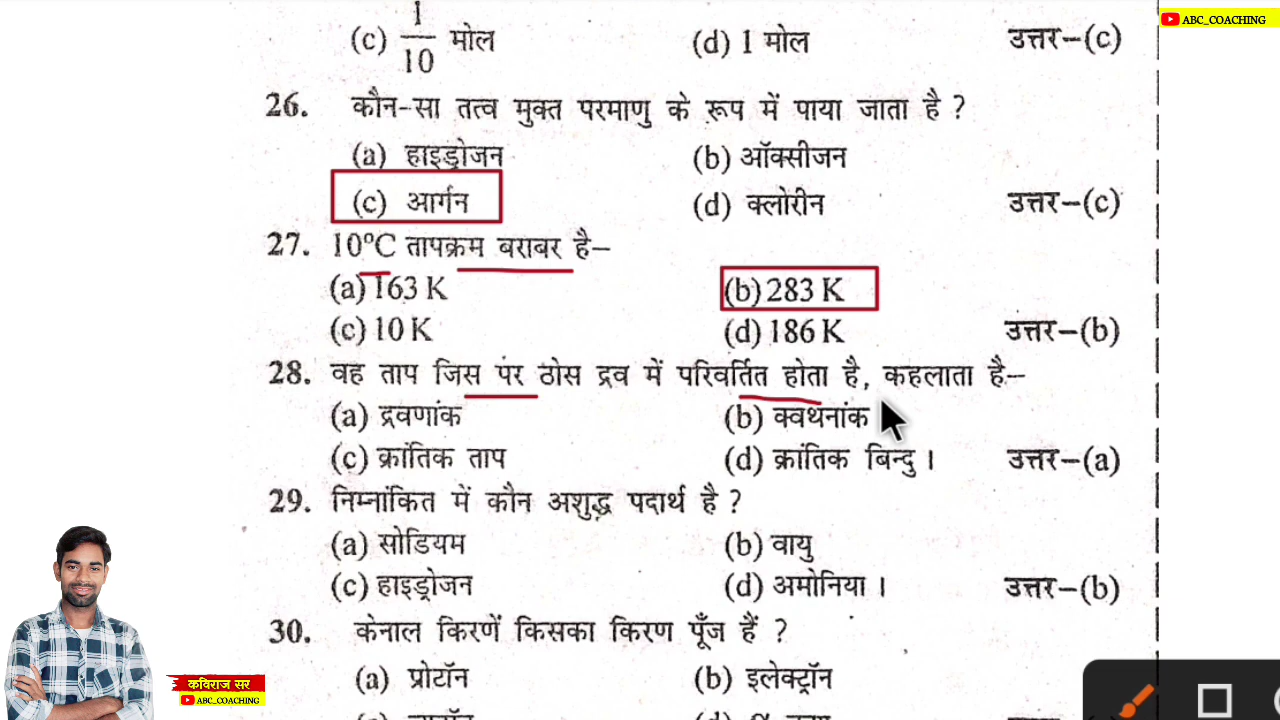 ABC_COACHING
(c) 1/10 मोल (d) 1 मोल उत्तर–(c)
26. कौन-सा तत्व मुक्त परमाणु के रूप में पाया जाता है ?
(a) हाइड्रोजन (b) ऑक्सीजन
(c) आर्गन (d) क्लोरीन उत्तर–(c)
27. 10°C तापक्रम बराबर है–
(a) 163 K (b) 283 K
(c) 10 K (d) 186 K उत्तर–(b)
28. वह ताप जिस पर ठोस द्रव में परिवर्तित होता है, कहलाता है–
(a) द्रवणांक (b) क्वथनांक
(c) क्रांतिक ताप (d) क्रांतिक बिन्दु । उत्तर–(a)
29. निम्नांकित में कौन अशुद्ध पदार्थ है ?
(a) सोडियम (b) वायु
(c) हाइड्रोजन (d) अमोनिया । उत्तर–(b)
30. केनाल किरणें किसका किरण पूँज हैं ?
(a) प्रोटॉन (b) इलेक्ट्रॉन
कविराज सर
ABC_COACHING